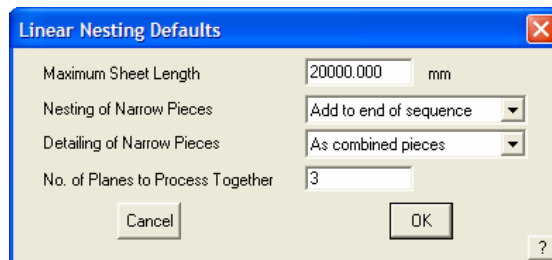 Linear Nesting Defaults
Maximum Sheet Length 20000.000 mm
Nesting of Narrow Pieces Add to end of sequence
Detailing of Narrow Pieces As combined pieces
No. of Planes to Process Together 3
Cancel OK
?